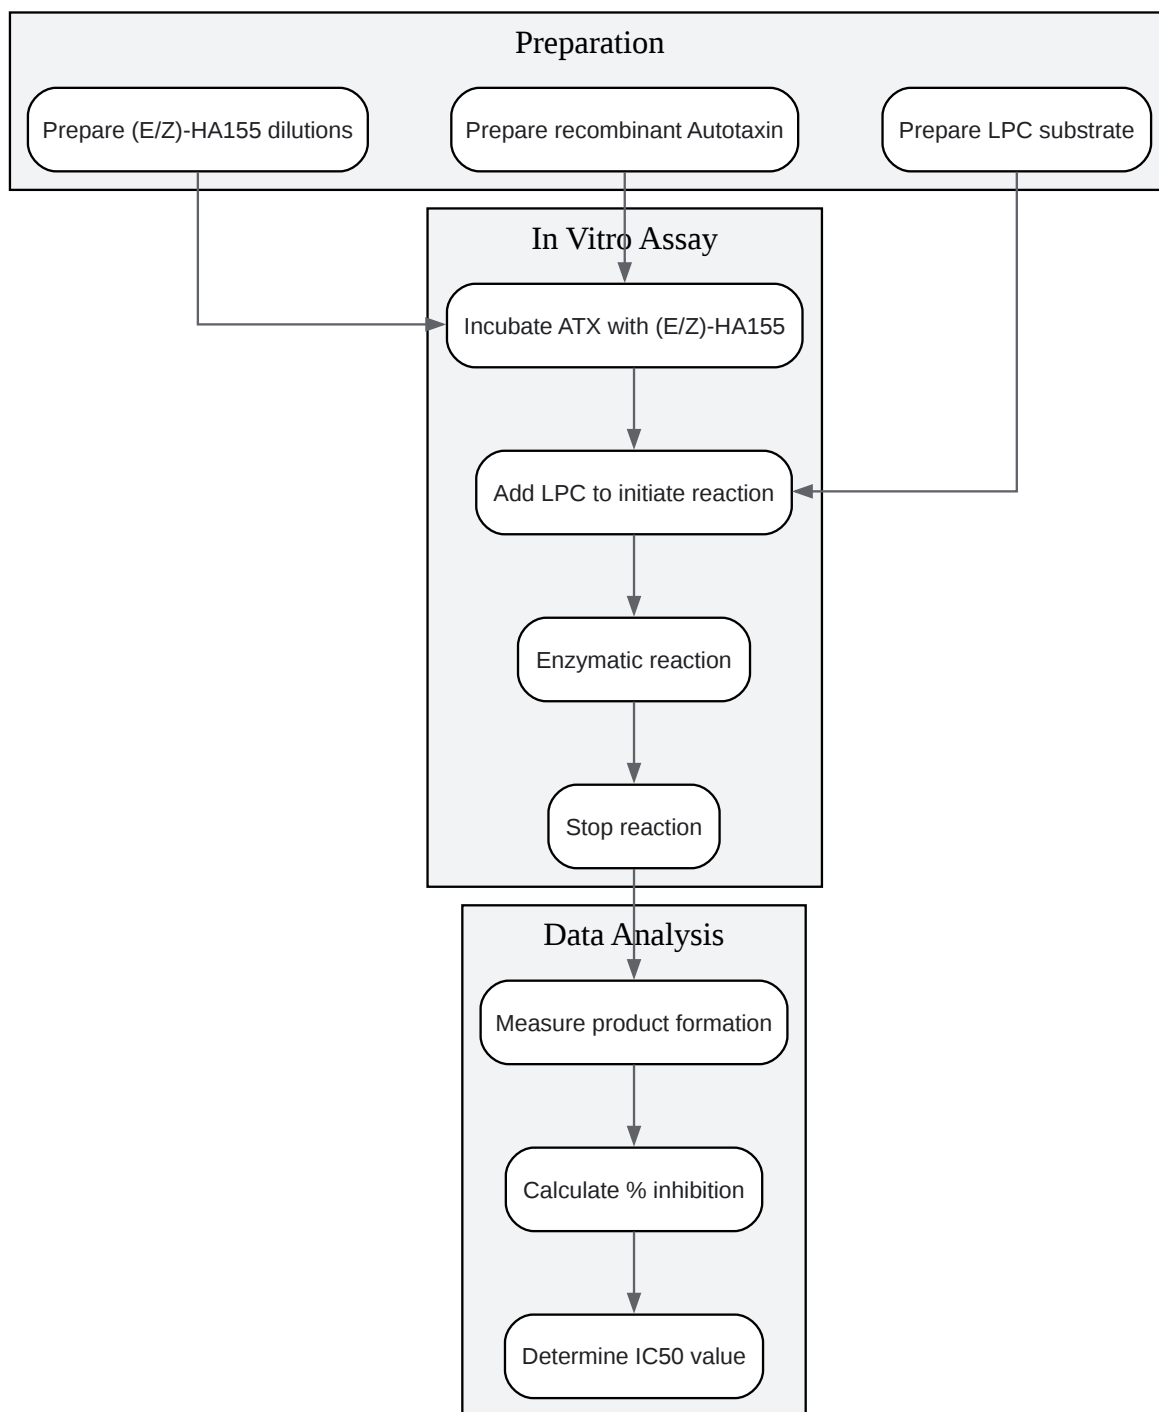 Preparation
Prepare (E/Z)-HA155 dilutions
Prepare recombinant Autotaxin
Prepare LPC substrate
In Vitro Assay
Incubate ATX with (E/Z)-HA155
Add LPC to initiate reaction
Enzymatic reaction
Stop reaction
Data Analysis
Measure product formation
Calculate % inhibition
Determine IC50 value